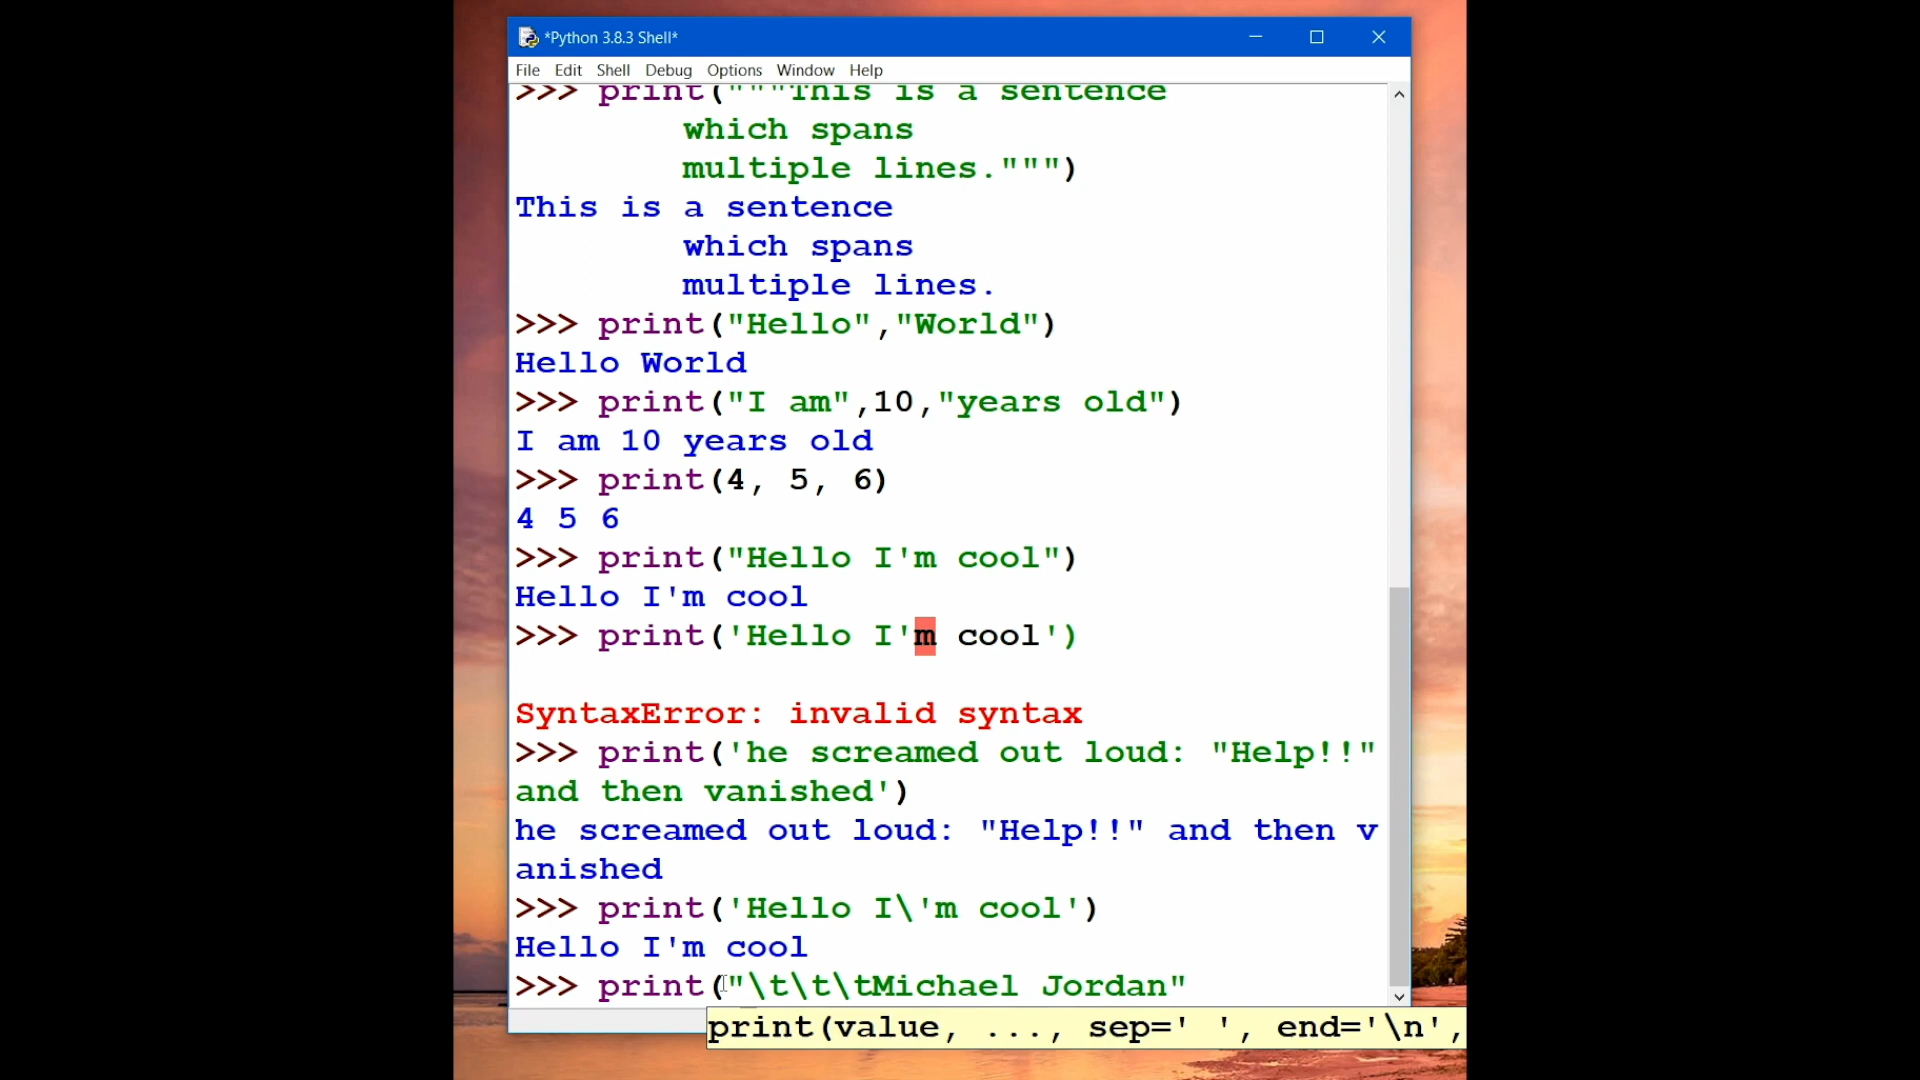 *Python 3.8.3 Shell*
File Edit Shell Debug Options Window Help
>>> print("""This is a sentence
which spans
multiple lines.""")
This is a sentence
which spans
multiple lines.
>>> print("Hello","World")
Hello World
>>> print("I am",10,"years old")
I am 10 years old
>>> print(4, 5, 6)
4 5 6
>>> print("Hello I'm cool")
Hello I'm cool
>>> print('Hello I'm cool')
SyntaxError: invalid syntax
>>> print('he screamed out loud: "Help!!"
and then vanished')
he screamed out loud: "Help!!" and then v
anished
>>> print('Hello I\'m cool')
Hello I'm cool
>>> print("\t\t\tMichael Jordan"
print(value, ..., sep=' ', end='\n',